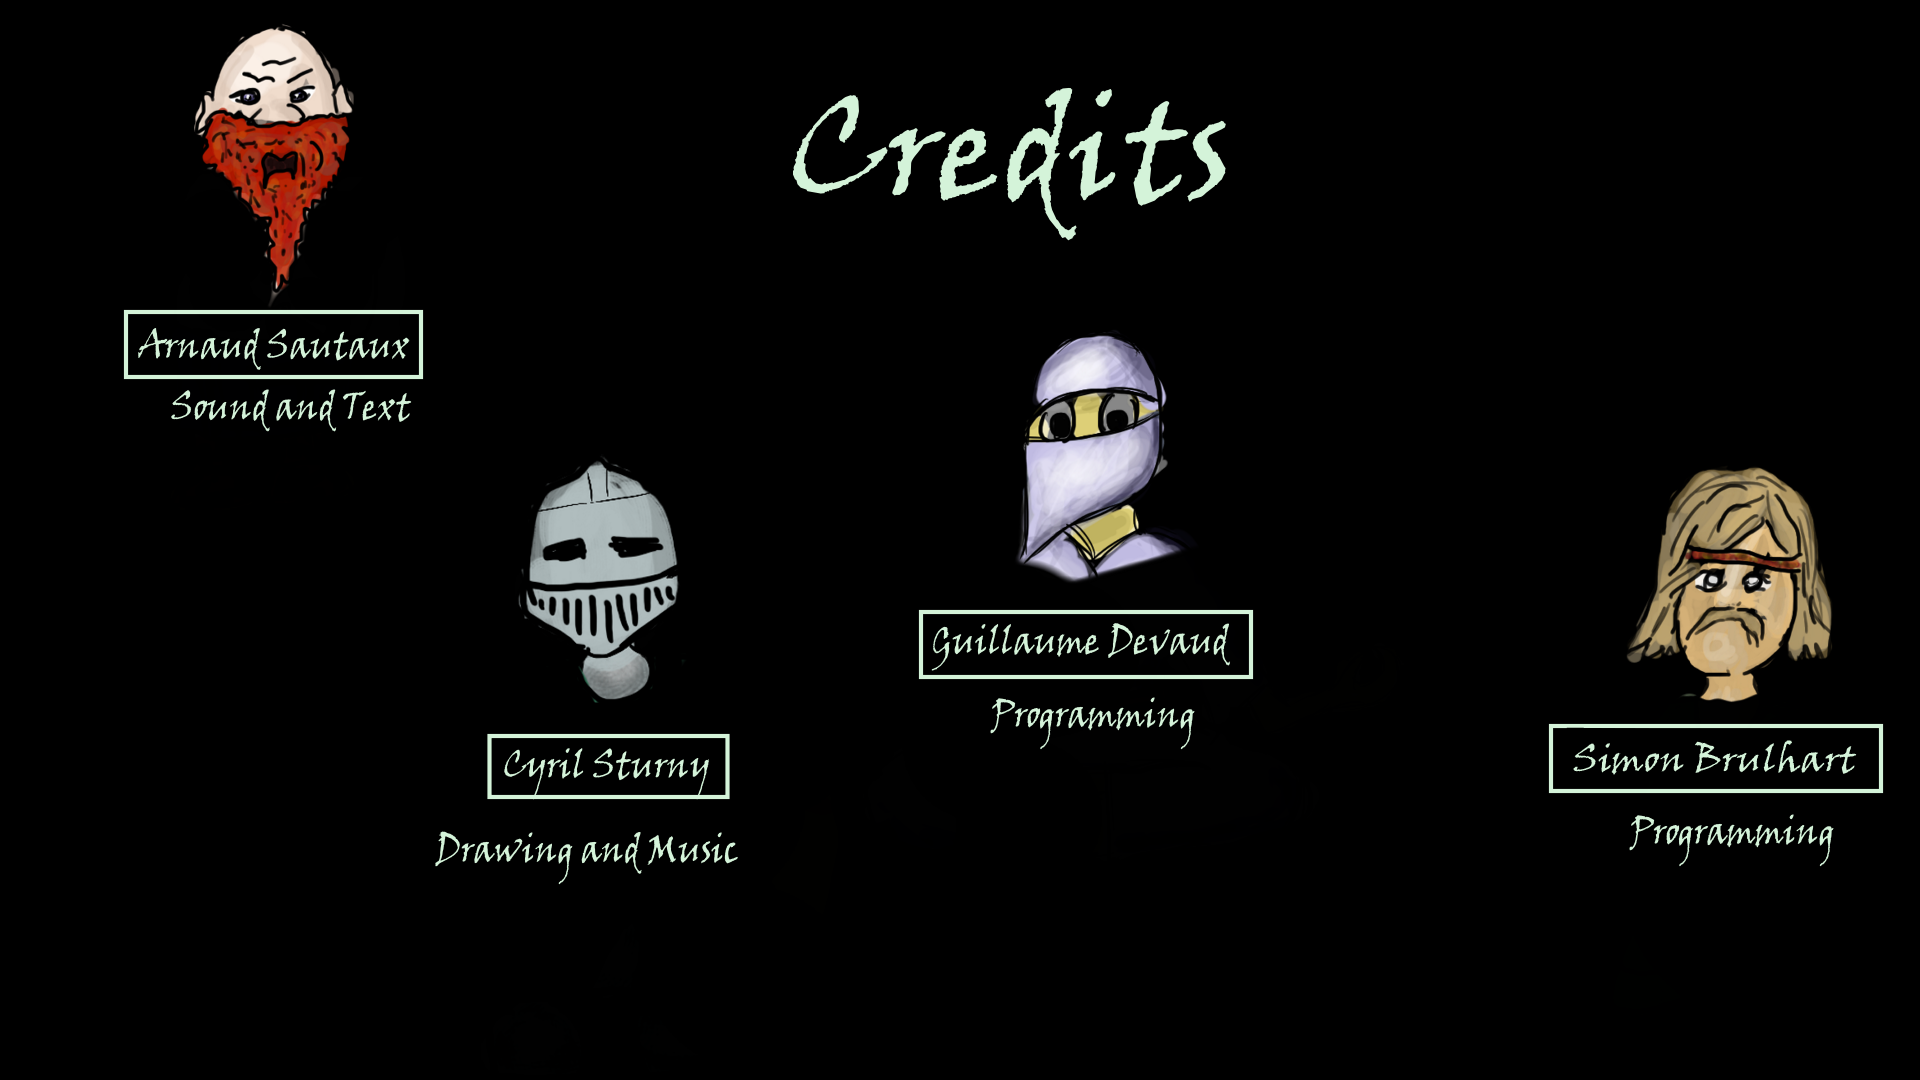 Credits
Arnaud Sautaux
Sound and Text
Cyril Sturny
Drawing and Music
Guillaume Devaud
Programming
Simon Brulhart
Programming